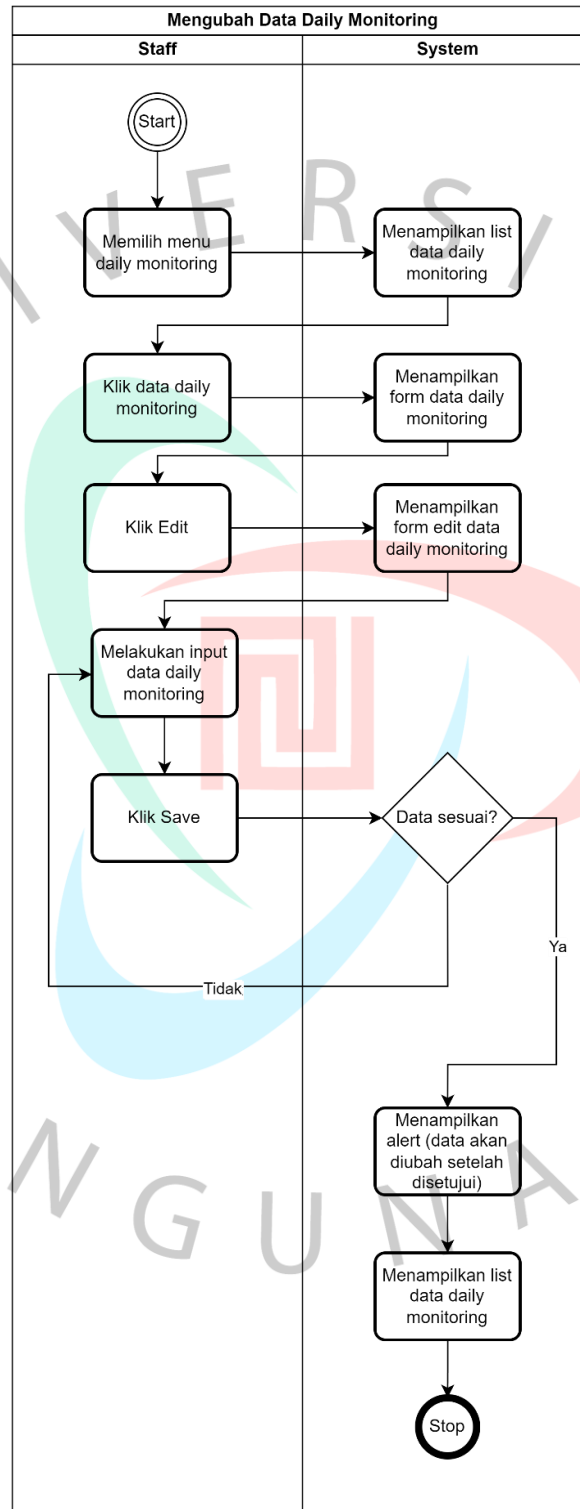 Mengubah Data Daily Monitoring
Staff
System
Start
Memilih menu
daily monitoring
Menampilkan list
data daily
monitoring
Klik data daily
monitoring
Menampilkan
form data daily
monitoring
Klik Edit
Menampilkan
form edit data
daily monitoring
Melakukan input
data daily
monitoring
Klik Save
Data sesuai?
Ya
Tidak
Menampilkan
alert (data akan
diubah setelah
disetujui)
Menampilkan list
data daily
monitoring
Stop
IVERSI
NGUNA